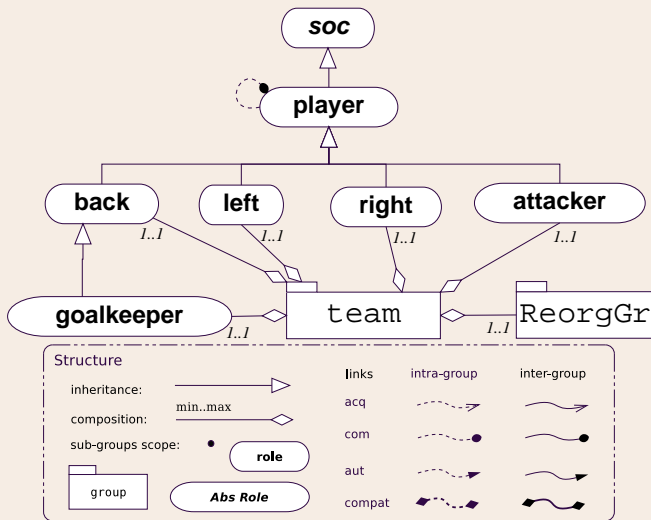 soc
player
back
left
right
attacker
1..1
1..1
1..1
1..1
goalkeeper
team
ReorgGr
1..1
1..1
Structure
inheritance:
composition:
min..max
sub-groups scope:
role
group
Abs Role
links
intra-group
inter-group
acq
com
aut
compat